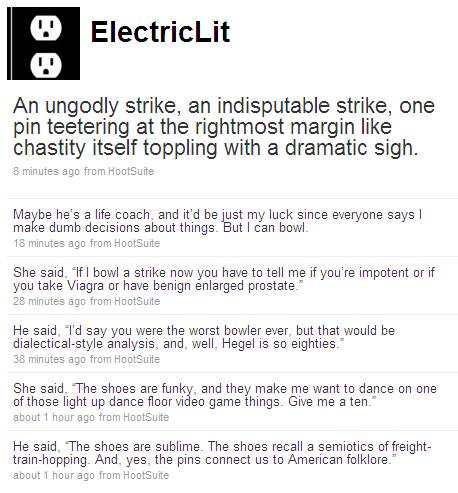 ElectricLit
An ungodly strike, an indisputable strike, one
pin teetering at the rightmost margin like
chastity itself toppling with a dramatic sigh.
8 minutes ago from HootSuite
Maybe he's a life coach, and it'd be just my luck since everyone says I
make dumb decisions about things. But I can bowl.
18 minutes ago from HootSuite
She said, “If I bowl a strike now you have to tell me if you're impotent or if
you take Viagra or have benign enlarged prostate.”
28 minutes ago from HootSuite
He said, “I'd say you were the worst bowler ever, but that would be
dialectical-style analysis, and, well, Hegel is so eighties.”
38 minutes ago from HootSuite
She said, “The shoes are funky, and they make me want to dance on one
of those light up dance floor video game things. Give me a ten.”
about 1 hour ago from HootSuite
He said, “The shoes are sublime. The shoes recall a semiotics of freight-
train-hopping. And, yes, the pins connect us to American folklore.”
about 1 hour ago from HootSuite